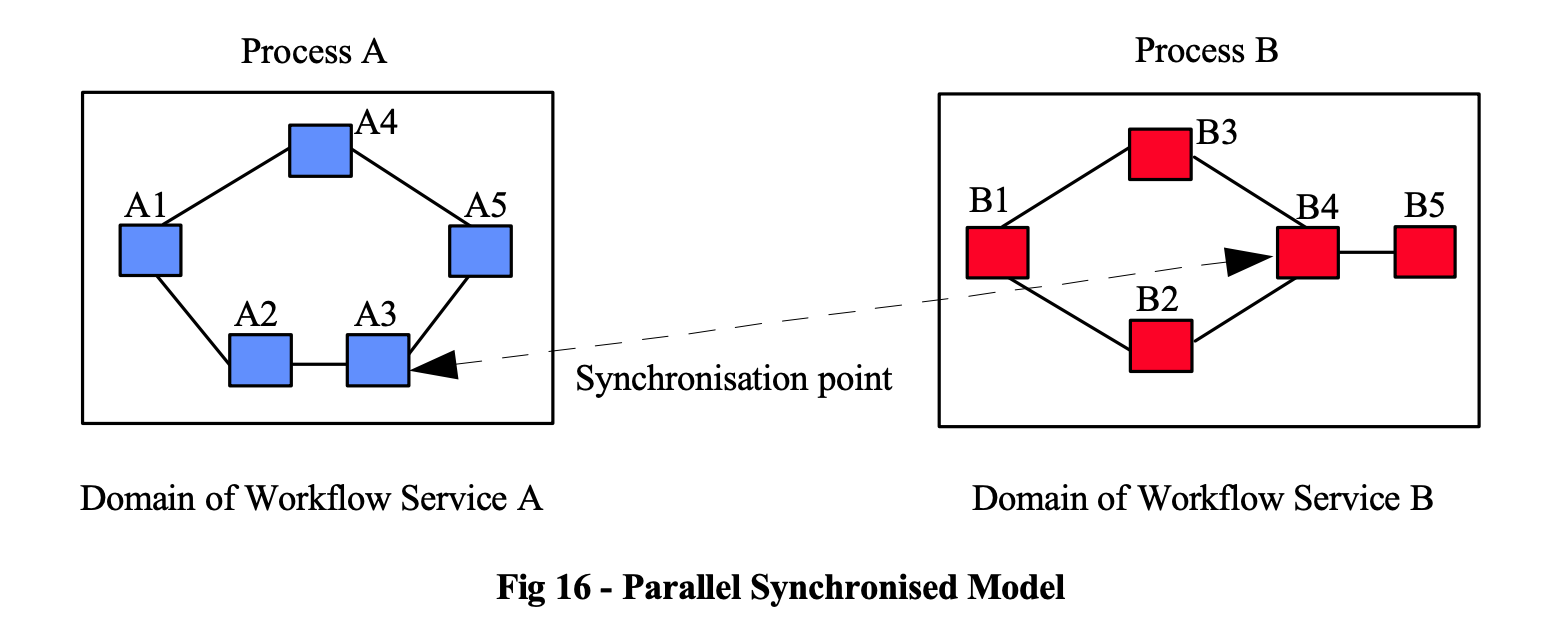 Process A
Process B
A4
B3
A1
A5
B1
B4
B5
A2
A3
B2
Synchronisation point
Domain of Workflow Service A
Domain of Workflow Service B
Fig 16 - Parallel Synchronised Model